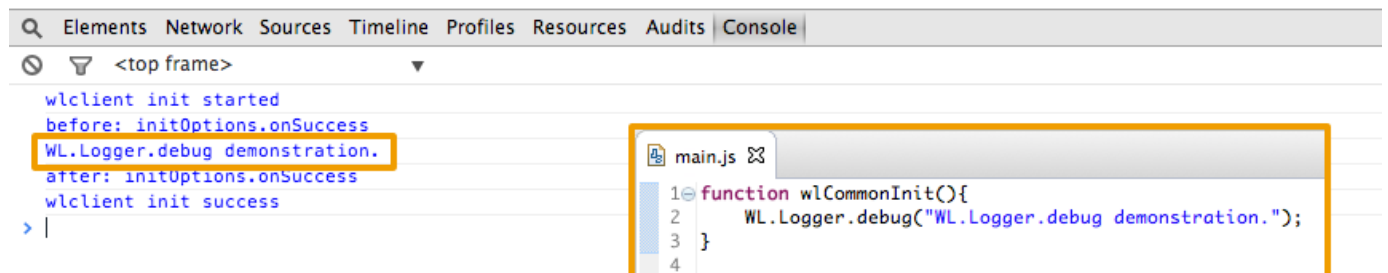 Elements Network Sources Timeline Profiles Resources Audits Console
<top frame>
wlclient init started
before: initOptions.onSuccess
WL.Logger.debug demonstration.
after: initOptions.onSuccess
wlclient init success
>
main.js
1 function wlCommonInit(){
2 WL.Logger.debug("WL.Logger.debug demonstration.");
3 }
4